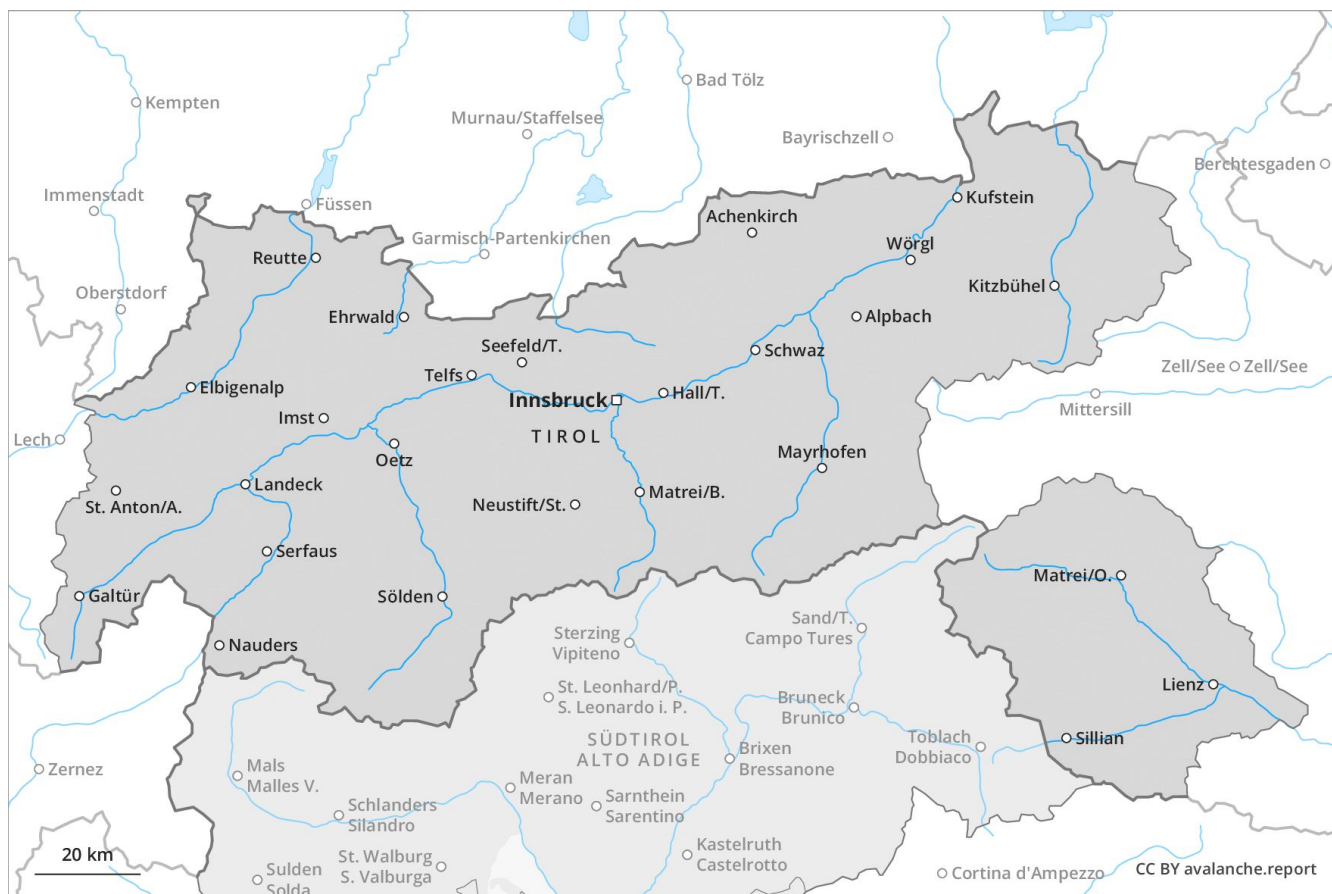 Bad Tölz
Kempten
Murnau/Staffelsee
Bayrischzell
Berchtesgaden
Immenstadt
Füssen
Kufstein
Achenkirch
Garmisch-Partenkirchen
Wörgl
Reutte
Kitzbühel
Oberstdorf
Ehrwald
Alpbach
Seefeld/T.
Schwaz
Telfs
Zell/See
Zell/See
Elbigenalp
Innsbruck
Hall/T.
Mittersill
Imst
TIROL
Lech
Oetz
Mayrhofen
Landeck
St. Anton/A.
Neustift/St.
Matrei/B.
Serfaus
Matrei/O.
Galtür
Sölden
Sand/T.
Campo Tures
Sterzing
Vipiteno
Nauders
Lienz
St. Leonhard/P.
S. Leonardo i. P.
Bruneck
Brunico
SÜDTIROL
ALTO ADIGE
Toblach
Dobbiaco
Sillian
Brixen
Bressanone
Zernez
Mals
Malles V.
Meran
Merano
Sarnthein
Sarentino
Schlanders
Silandro
Kastelruth
Castelrotto
20 km
St. Walburg
S. Valburga
Sulden
Solda
Cortina d'Ampezzo
CC BY avalanche.report